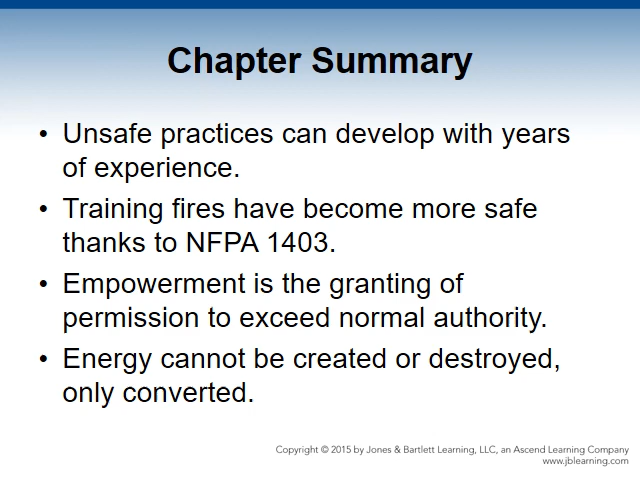 Chapter Summary
• Unsafe practices can develop with years
of experience.
• Training fires have become more safe
thanks to NFPA 1403.
• Empowerment is the granting of
permission to exceed normal authority.
• Energy cannot be created or destroyed,
only converted.
Copyright © 2015 by Jones & Bartlett Learning, LLC, an Ascend Learning Company
www.jblearning.com